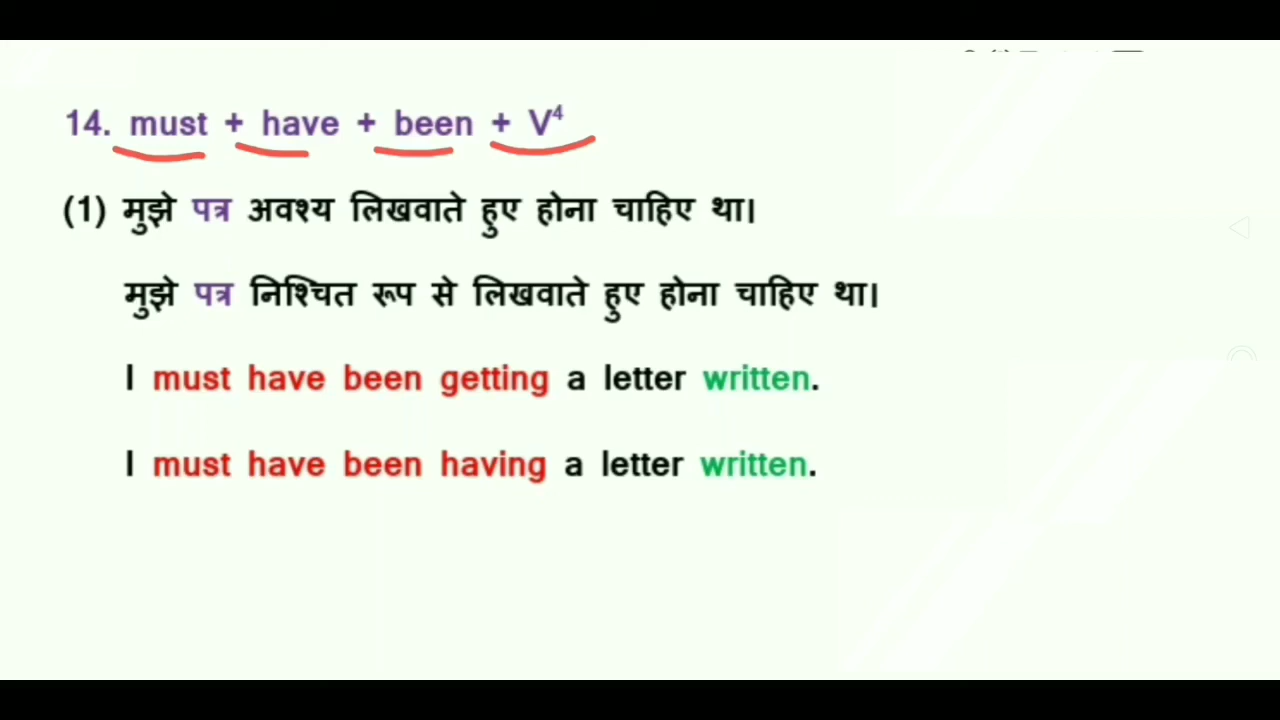 14. must + have + been + V⁴
(1) मुझे पत्र अवश्य लिखवाते हुए होना चाहिए था।
मुझे पत्र निश्चित रूप से लिखवाते हुए होना चाहिए था।
I must have been getting a letter written.
I must have been having a letter written.